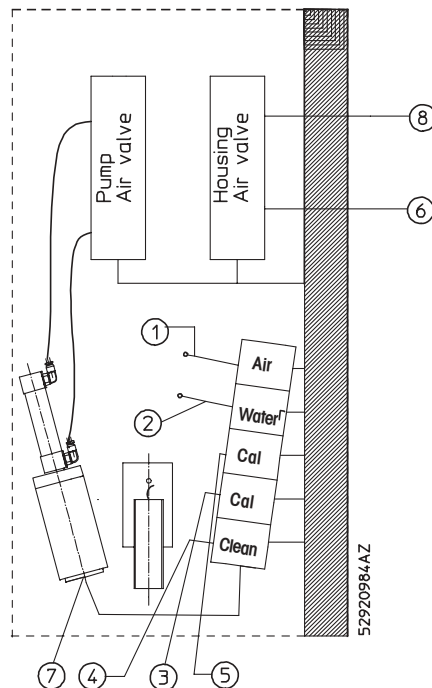 Pump
Air valve
Housing
Air valve
8
6
1
Air
2
Water
Cal
Cal
Clean
52920984AZ
7
4
3
5